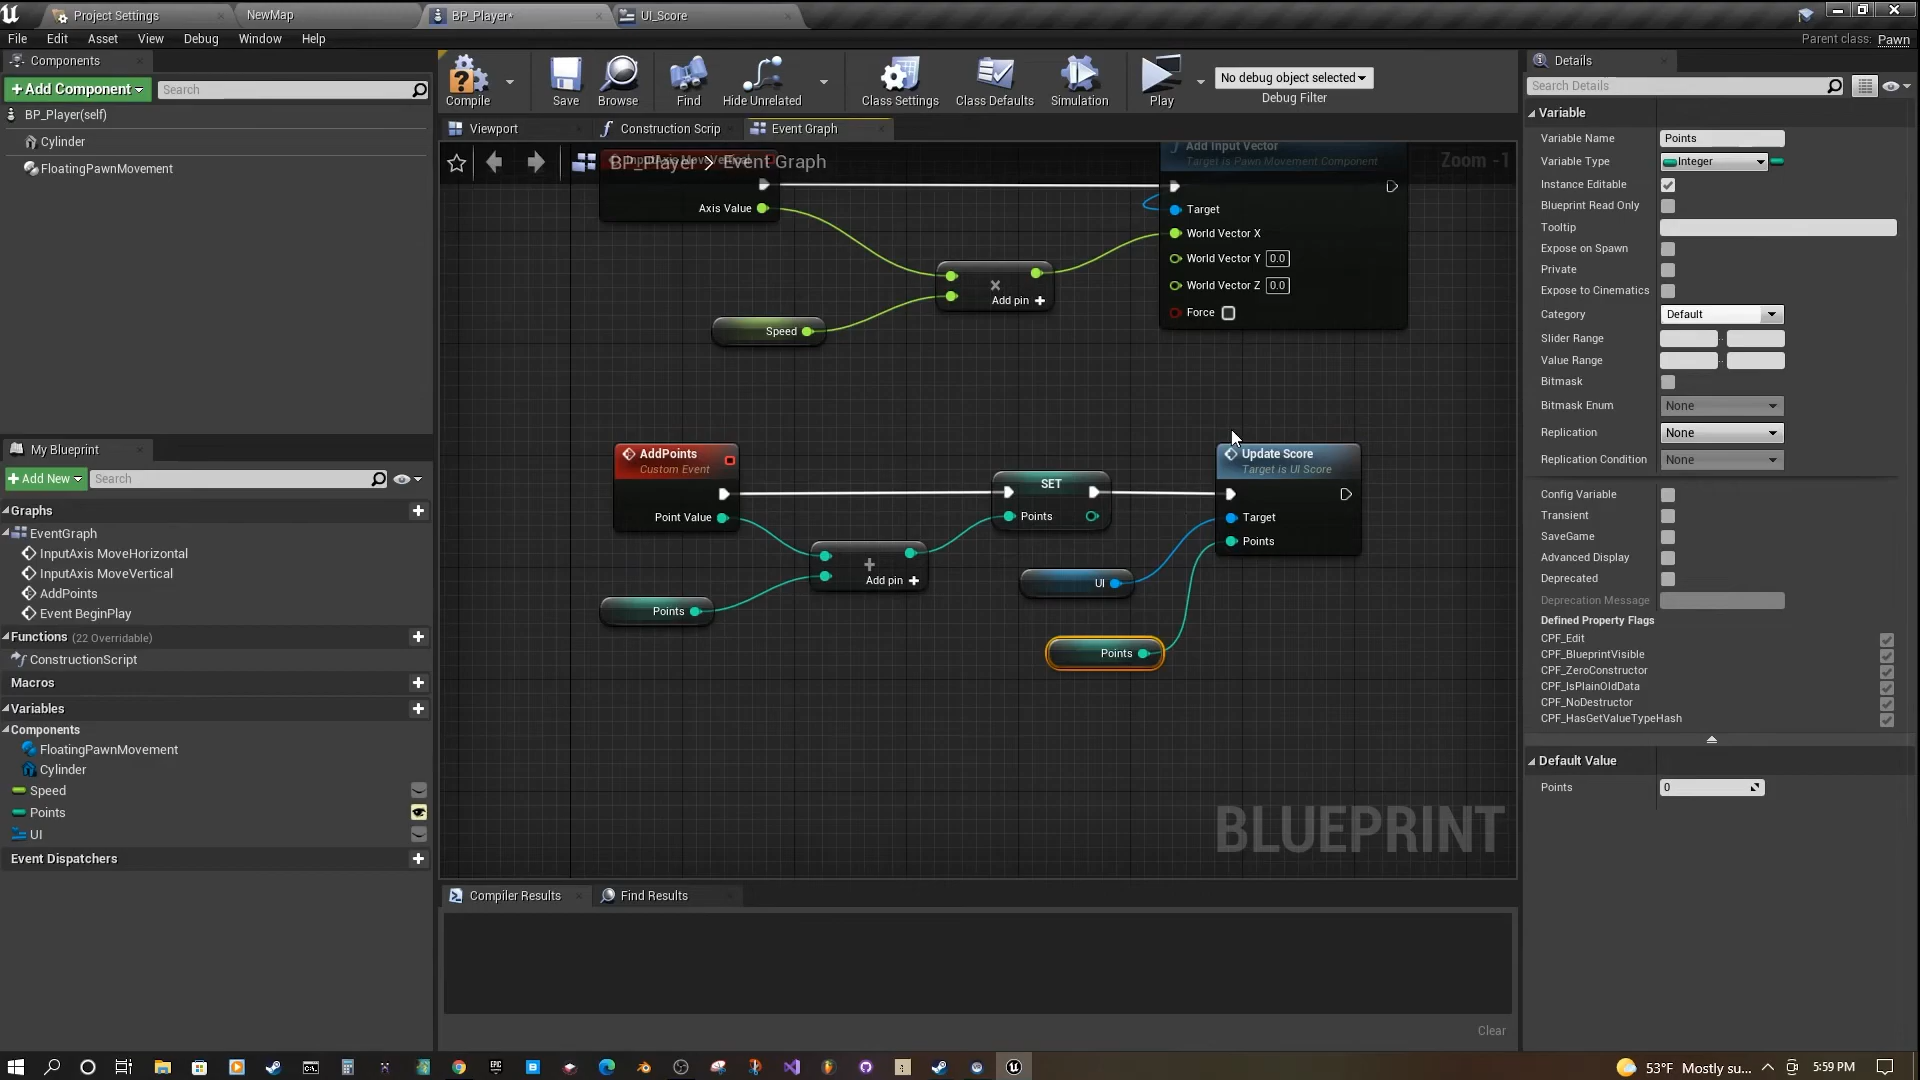 Project Settings
NewMap
BP_Player*
UI_Score
File Edit Asset View Debug Window Help
Parent class: Pawn
Components
+Add Component
Search
BP_Player(self)
Cylinder
FloatingPawnMovement
Compile
Save
Browse
Find
Hide Unrelated
Class Settings
Class Defaults
Simulation
Play
No debug object selected
Debug Filter
Viewport
Construction Scrip
Event Graph
BP_Player > Event Graph
Zoom -1
InputAxis MoveVertical
Axis Value
Speed
Add pin
Add Input Vector
Target is Pawn Movement Component
Target
World Vector X
World Vector Y 0.0
World Vector Z 0.0
Force
AddPoints
Custom Event
Point Value
Points
Add pin
SET
Points
UI
Points
Update Score
Target is UI Score
Target
Points
BLUEPRINT
My Blueprint
+Add New
Search
Graphs
EventGraph
InputAxis MoveHorizontal
InputAxis MoveVertical
AddPoints
Event BeginPlay
Functions (22 Overridable)
ConstructionScript
Macros
Variables
Components
FloatingPawnMovement
Cylinder
Speed
Points
UI
Event Dispatchers
Compiler Results
Find Results
Clear
Details
Search Details
Variable
Variable Name Points
Variable Type Integer
Instance Editable
Blueprint Read Only
Tooltip
Expose on Spawn
Private
Expose to Cinematics
Category Default
Slider Range
Value Range
Bitmask
Bitmask Enum None
Replication None
Replication Condition None
Config Variable
Transient
SaveGame
Advanced Display
Deprecated
Deprecation Message
Defined Property Flags
CPF_Edit
CPF_BlueprintVisible
CPF_ZeroConstructor
CPF_IsPlainOldData
CPF_NoDestructor
CPF_HasGetValueTypeHash
Default Value
Points 0
53°F Mostly su...
5:59 PM